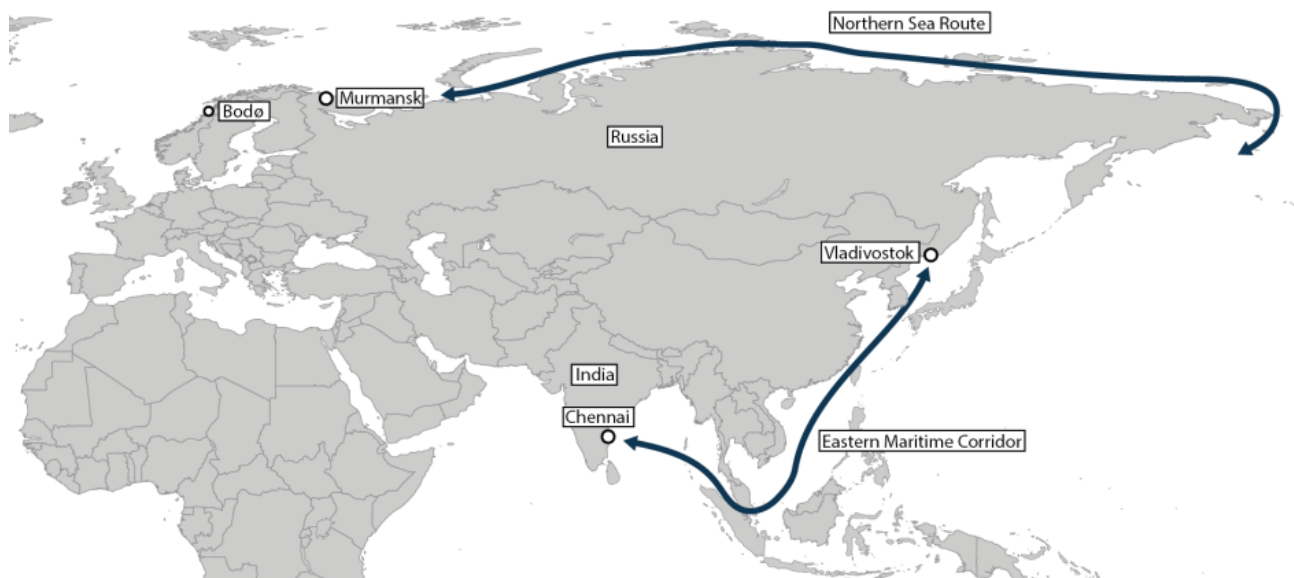 Northern Sea Route
Murmansk
Bodø
Russia
Vladivostok
India
Chennai
Eastern Maritime Corridor